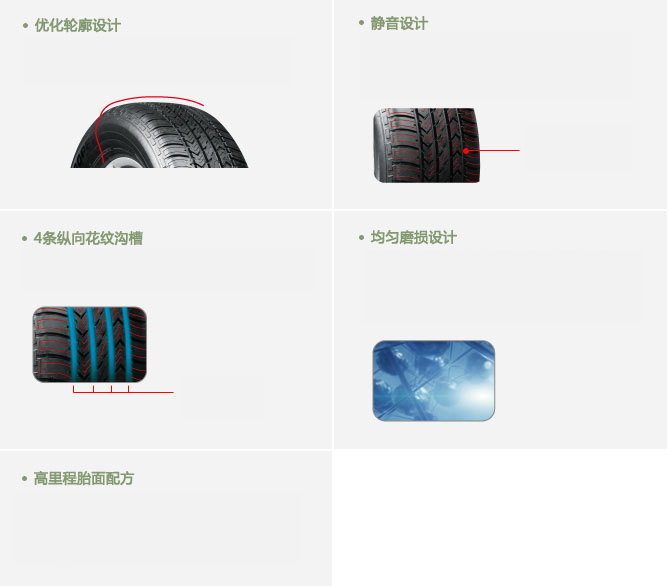 优化轮廓设计
静音设计
4条纵向花纹沟槽
均匀磨损设计
高里程胎面配方